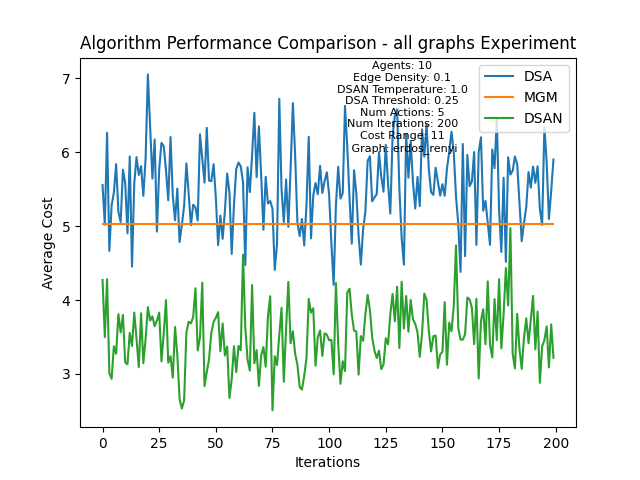 Algorithm Performance Comparison - all graphs Experiment
Agents: 10
Edge Density: 0.1
DSAN Temperature: 1.0
DSA Threshold: 0.25
Num Actions: 5
Num Iterations: 200
Cost Range: 11
Graph: erdos_renyi
DSA
MGM
DSAN
Average Cost
7
6
5
4
3
0
25
50
75
100
125
150
175
200
Iterations